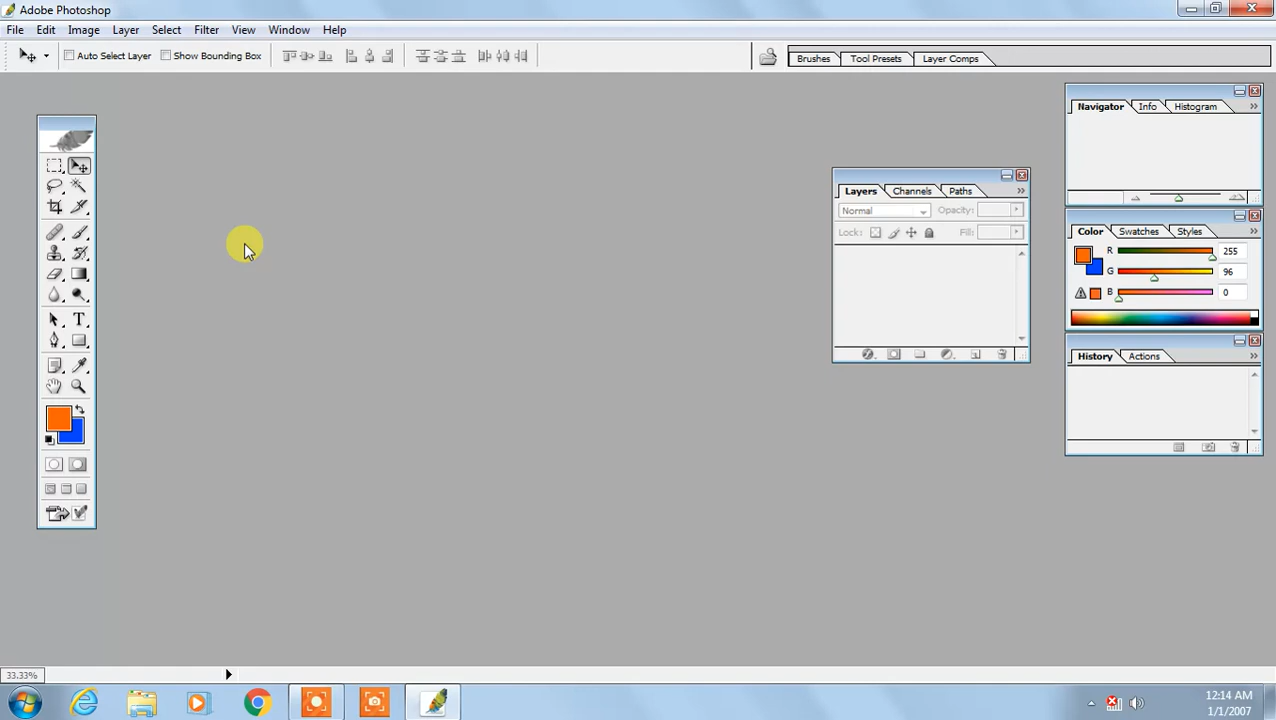 Adobe Photoshop
File Edit Image Layer Select Filter View Window Help
Auto Select Layer Show Bounding Box
Brushes Tool Presets Layer Comps
Navigator Info Histogram
Layers Channels Paths
Normal Opacity:
Lock: Fill:
Color Swatches Styles
R 255
G 96
B 0
History Actions
T
33.33%
12:14 AM
1/1/2007